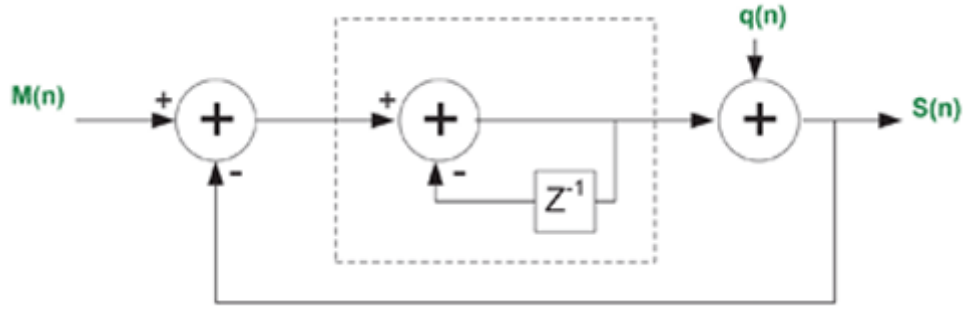 q(n)
M(n)
+
+
+
+
+
S(n)
-
-
Z-1